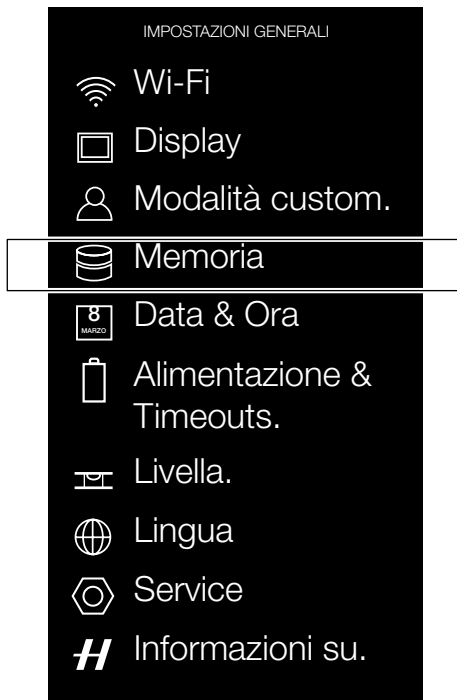 IMPOSTAZIONI GENERALI
Wi-Fi
Display
Modalità custom.
Memoria
8
MARZO
Data & Ora
Alimentazione &
Timeouts.
Livella.
Lingua
Service
Informazioni su.